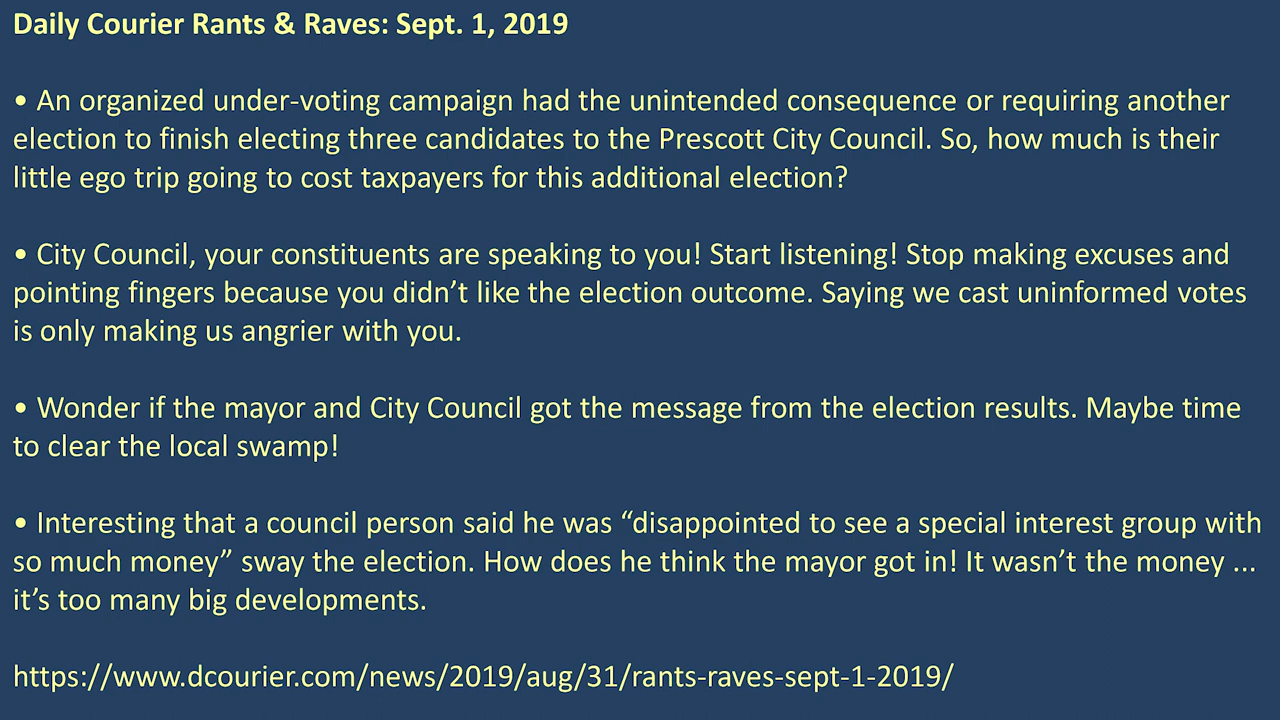 Daily Courier Rants & Raves: Sept. 1, 2019
• An organized under-voting campaign had the unintended consequence or requiring another
election to finish electing three candidates to the Prescott City Council. So, how much is their
little ego trip going to cost taxpayers for this additional election?
• City Council, your constituents are speaking to you! Start listening! Stop making excuses and
pointing fingers because you didn’t like the election outcome. Saying we cast uninformed votes
is only making us angrier with you.
• Wonder if the mayor and City Council got the message from the election results. Maybe time
to clear the local swamp!
• Interesting that a council person said he was “disappointed to see a special interest group with
so much money” sway the election. How does he think the mayor got in! It wasn’t the money ...
it’s too many big developments.
https://www.dcourier.com/news/2019/aug/31/rants-raves-sept-1-2019/